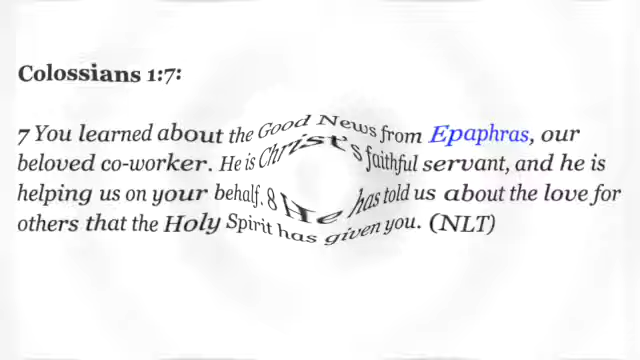 Colossians 1:7:
7 You learned about the Good News from Epaphras, our
beloved co-worker. He is Christ's faithful servant, and he is
helping us on your behalf. 8 He has told us about the love for
others that the Holy Spirit has given you. (NLT)